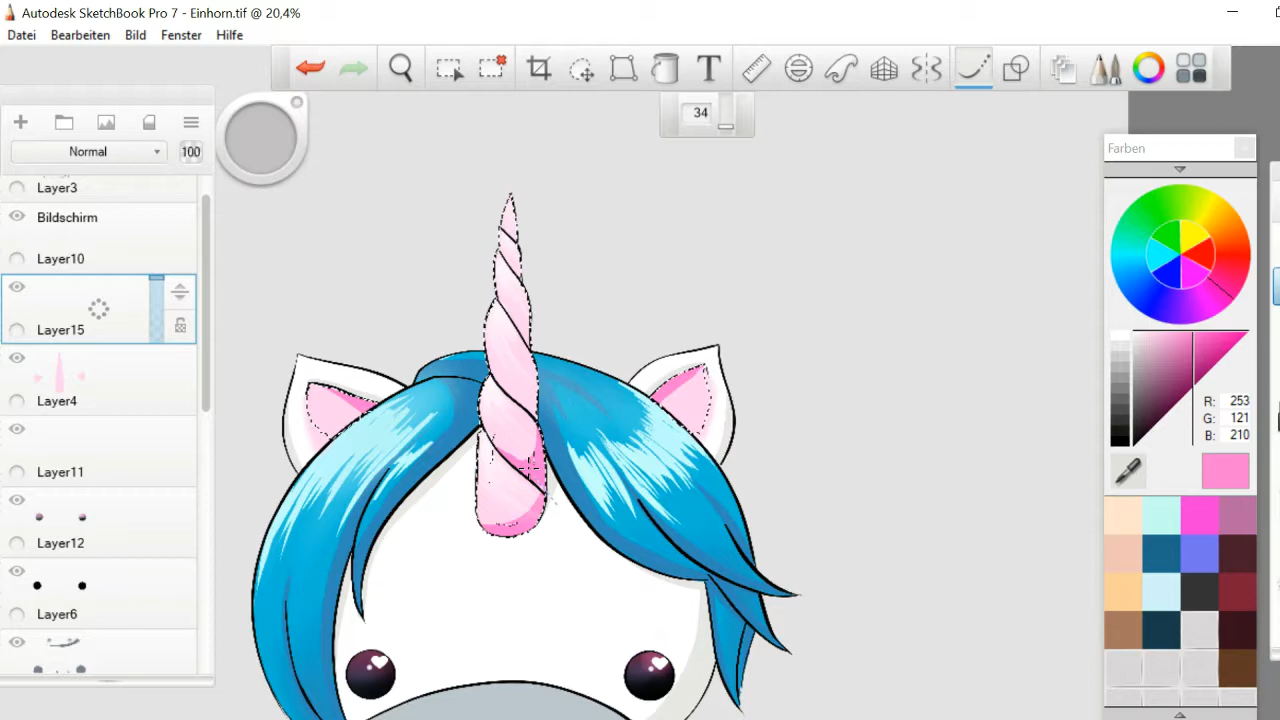 Autodesk SketchBook Pro 7 - Einhorn.tif @ 20,4%
Datei Bearbeiten Bild Fenster Hilfe
T
34
Normal 100
Layer3
Bildschirm
Layer10
Layer15
Layer4
Layer11
Layer12
Layer6
Farben
R: 253
G: 121
B: 210